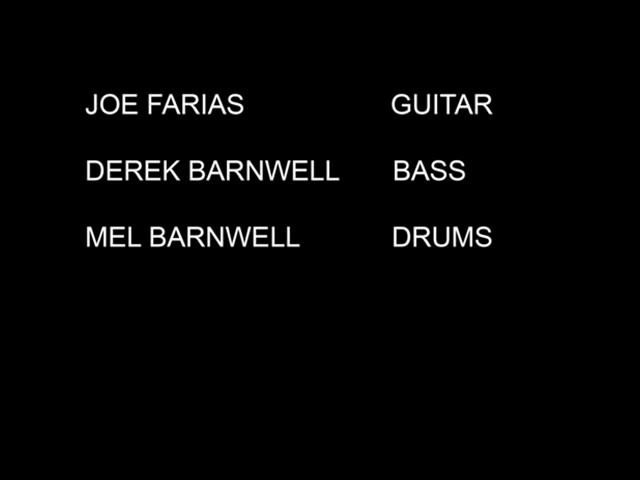 JOE FARIAS GUITAR
DEREK BARNWELL BASS
MEL BARNWELL DRUMS